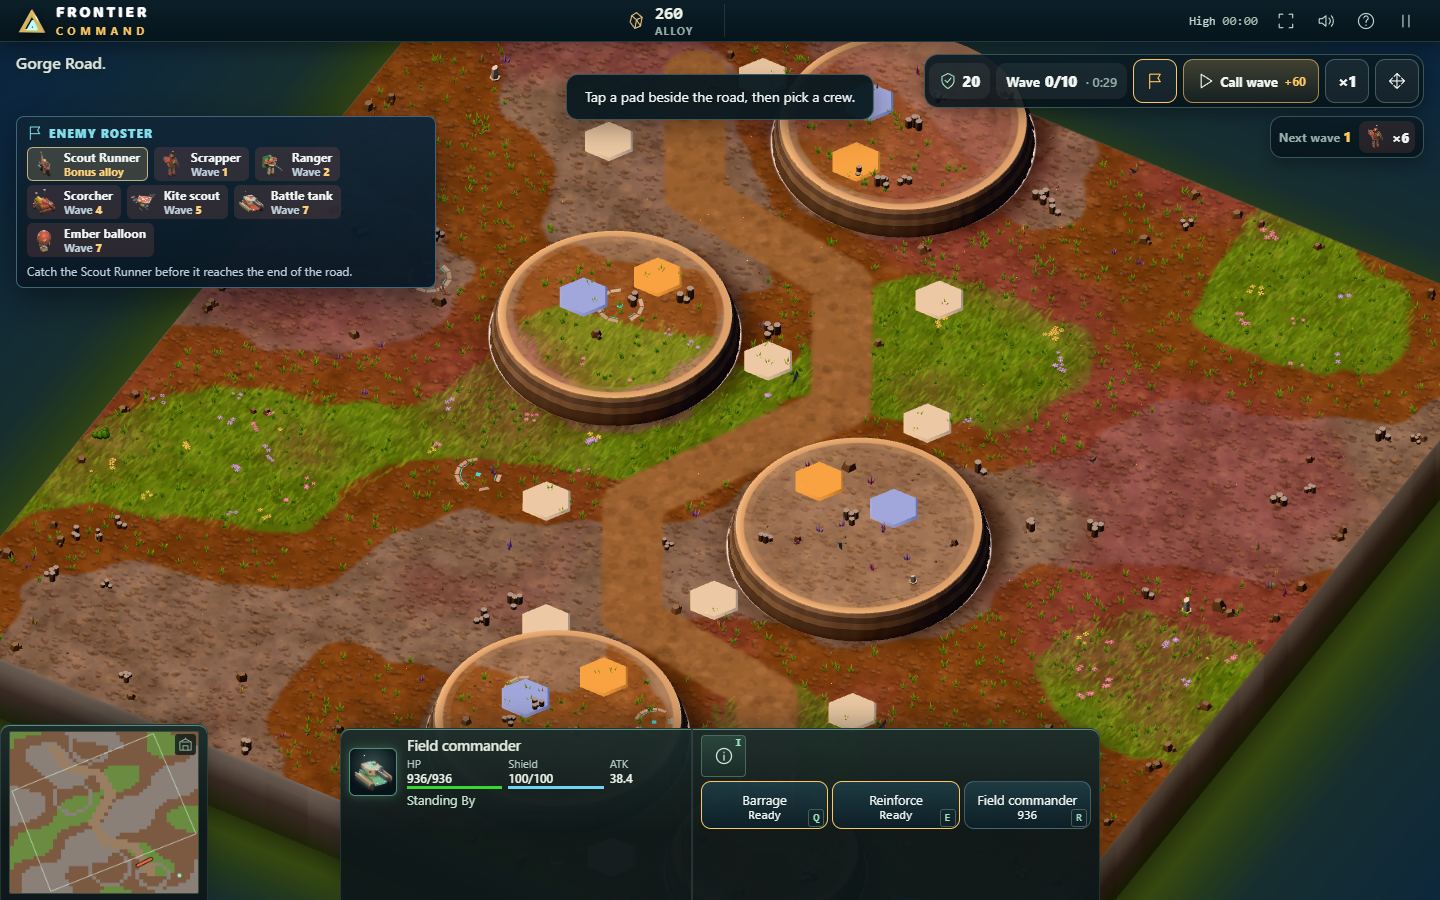 FRONTIER
COMMAND
260
ALLOY
High 00:00
Gorge Road.
Tap a pad beside the road, then pick a crew.
20
Wave 0/10 · 0:29
Call wave +60
×1
Next wave 1
×6
ENEMY ROSTER
Scout Runner
Bonus alloy
Scrapper
Wave 1
Ranger
Wave 2
Scorcher
Wave 4
Kite scout
Wave 5
Battle tank
Wave 7
Ember balloon
Wave 7
Catch the Scout Runner before it reaches the end of the road.
Field commander
HP
936/936
Shield
100/100
ATK
38.4
Standing By
I
Barrage
Ready
Q
Reinforce
Ready
E
Field commander
936
R